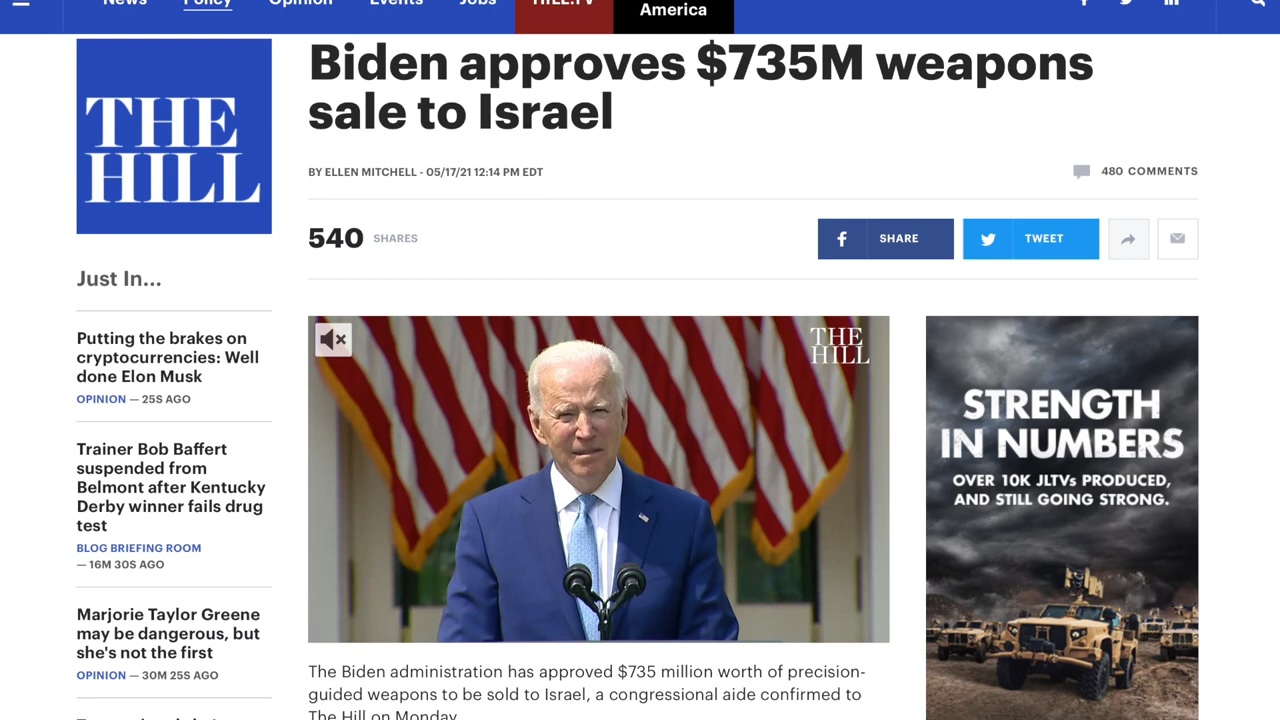 News Policy Opinion Events Jobs HILL.TV
America
THE
HILL
Biden approves $735M weapons
sale to Israel
BY ELLEN MITCHELL - 05/17/21 12:14 PM EDT
480 COMMENTS
540 SHARES
SHARE
TWEET
Just In...
Putting the brakes on
cryptocurrencies: Well
done Elon Musk
OPINION — 25S AGO
Trainer Bob Baffert
suspended from
Belmont after Kentucky
Derby winner fails drug
test
BLOG BRIEFING ROOM
— 16M 30S AGO
Marjorie Taylor Greene
may be dangerous, but
she's not the first
OPINION — 30M 25S AGO
THE
HILL
The Biden administration has approved $735 million worth of precision-
guided weapons to be sold to Israel, a congressional aide confirmed to
The Hill on Monday.
STRENGTH
IN NUMBERS
OVER 10K JLTVs PRODUCED,
AND STILL GOING STRONG.